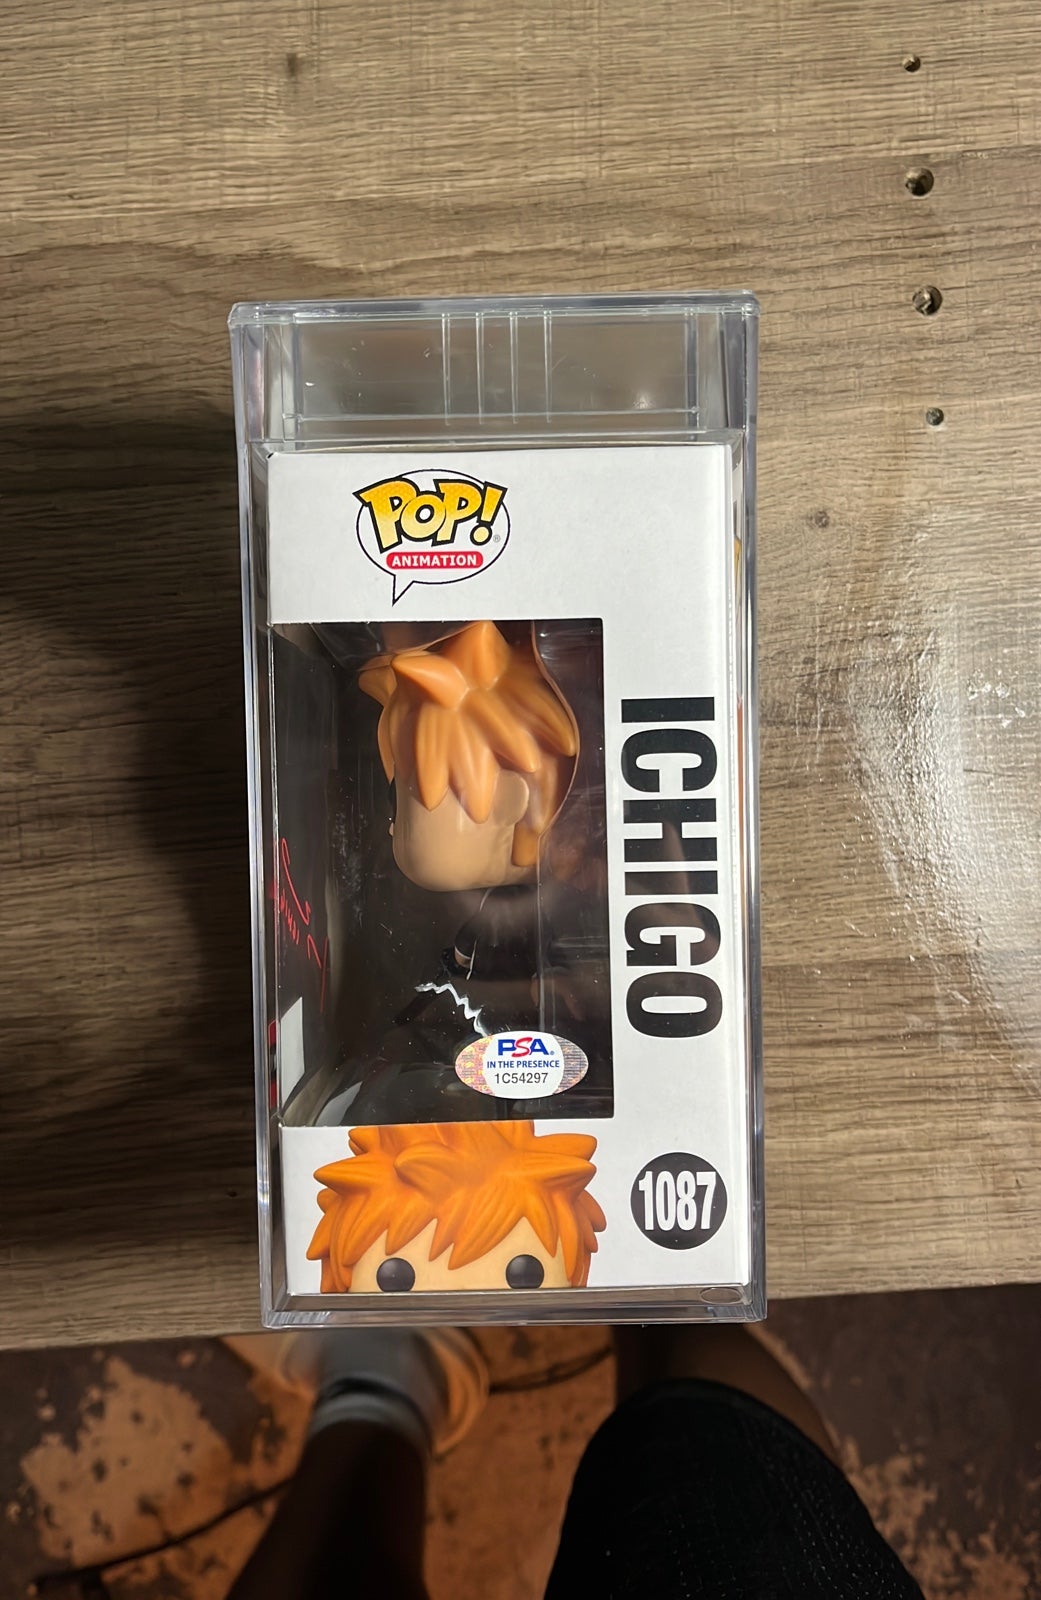 POP!
ANIMATION
ICHIGO
PSA
IN THE PRESENCE
1C54297
1087